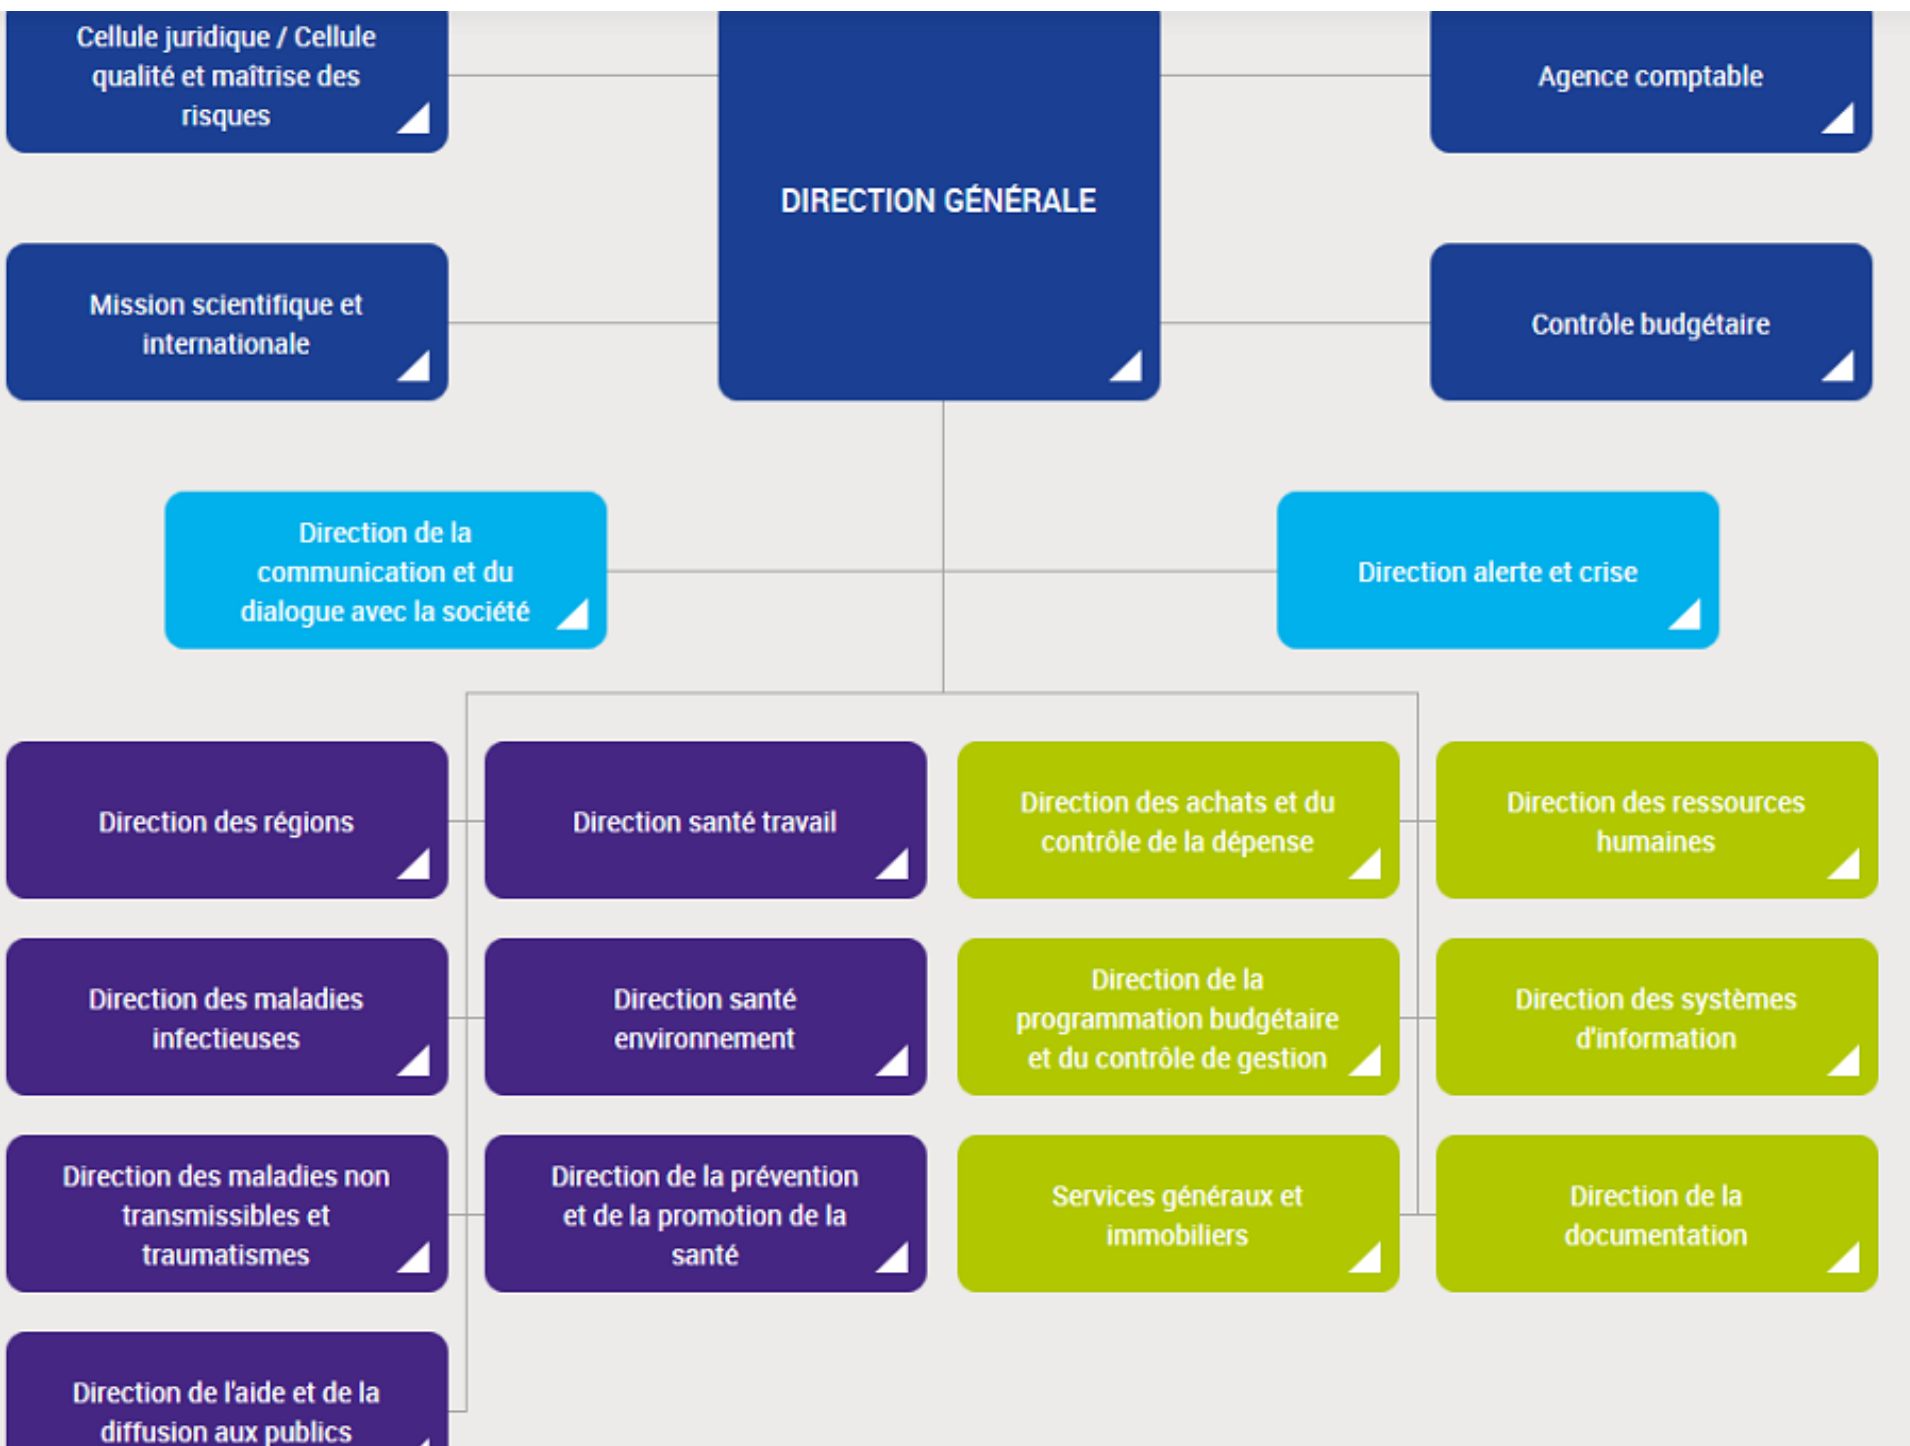 Cellule juridique / Cellule
qualité et maîtrise des
risques
Agence comptable
DIRECTION GÉNÉRALE
Mission scientifique et
internationale
Contrôle budgétaire
Direction de la
communication et du
dialogue avec la société
Direction alerte et crise
Direction des régions
Direction santé travail
Direction des achats et du
contrôle de la dépense
Direction des ressources
humaines
Direction des maladies
infectieuses
Direction santé
environnement
Direction de la
programmation budgétaire
et du contrôle de gestion
Direction des systèmes
d'information
Direction des maladies non
transmissibles et
traumatismes
Direction de la prévention
et de la promotion de la
santé
Services généraux et
immobiliers
Direction de la
documentation
Direction de l'aide et de la
diffusion aux publics